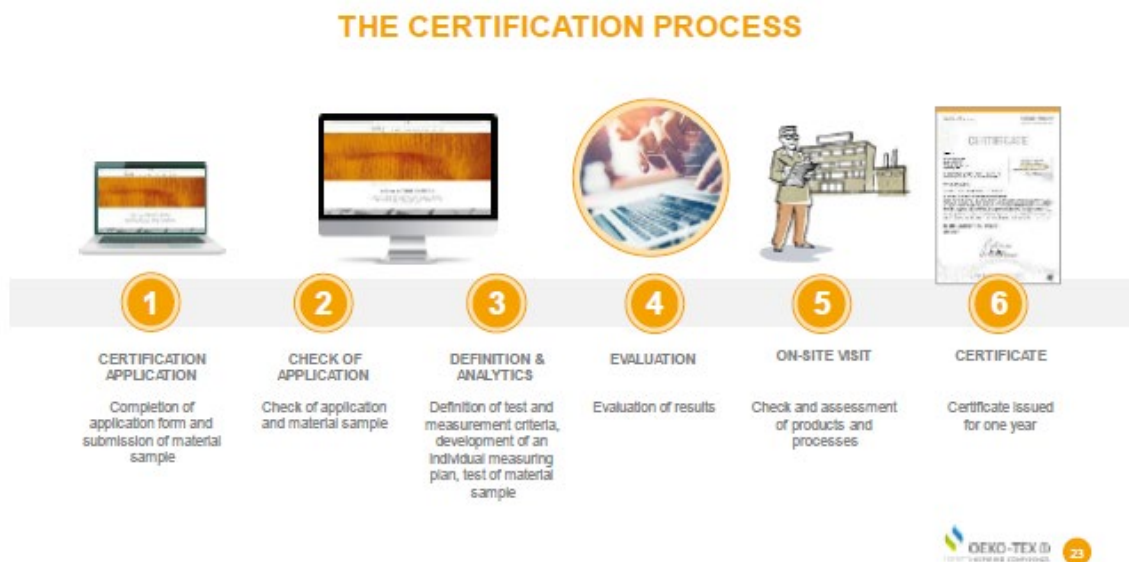 THE CERTIFICATION PROCESS
CERTIFICATE
1
2
3
4
5
6
CERTIFICATION
APPLICATION
Completion of
application form and
submission of material
sample
CHECK OF
APPLICATION
Check of application
and material sample
DEFINITION &
ANALYTICS
Definition of test and
measurement criteria,
development of an
individual measuring
plan, test of material
sample
EVALUATION
Evaluation of results
ON-SITE VISIT
Check and assessment
of products and
processes
CERTIFICATE
Certificate issued
for one year
OEKO-TEX ®
23